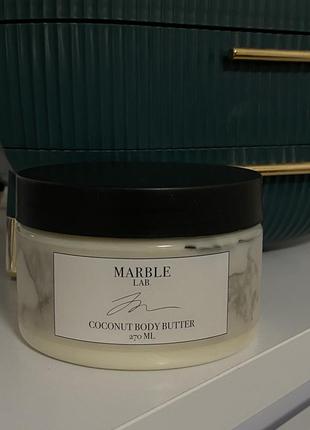 MARBLE
LAB
COCONUT BODY BUTTER
270 ML